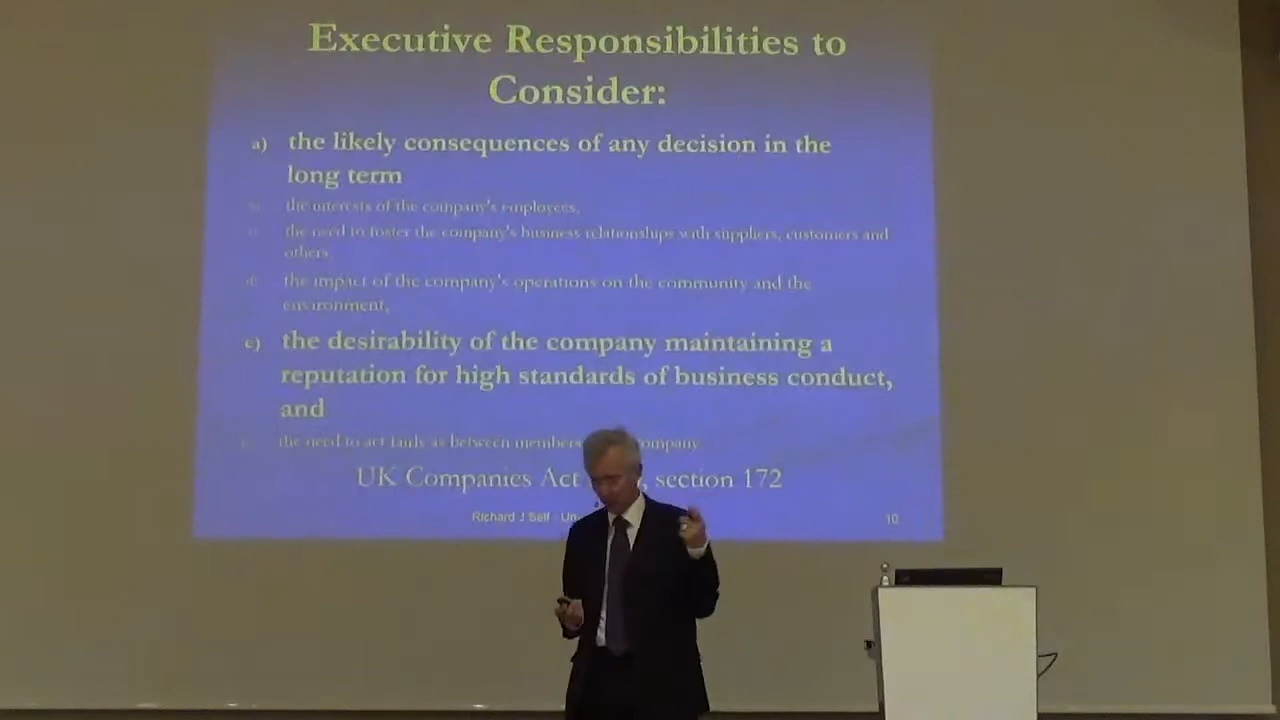 Executive Responsibilities to
Consider:
a) the likely consequences of any decision in the
long term
the interests of the company's employees,
the need to foster the company's business relationships with suppliers, customers and
others,
the impact of the company's operations on the community and the
environment,
e) the desirability of the company maintaining a
reputation for high standards of business conduct,
and
the need to act fairly as between members company
UK Companies Act , section 172
Richard J Self - Un
10